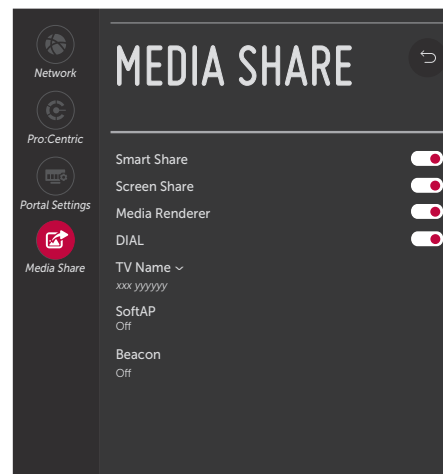 Network
Pro:Centric
Portal Settings
Media Share
MEDIA SHARE
Smart Share
Screen Share
Media Renderer
DIAL
TV Name
xxx yyyyyy
SoftAP
Off
Beacon
Off